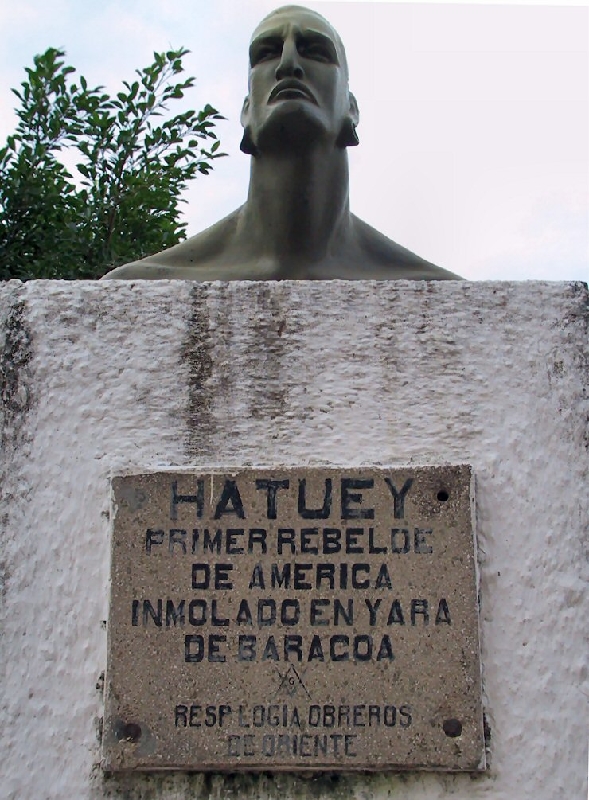 HATUEY
PRIMER REBELDE
DE AMERICA
INMOLADO EN YARA
DE BARACOA
RESP. LOGIA OBREROS
DE ORIENTE